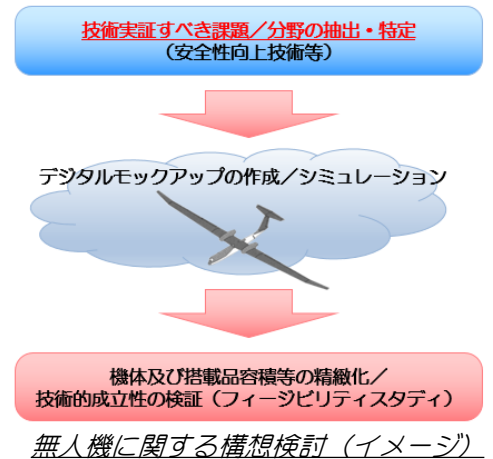 技術実証すべき課題／分野の抽出・特定
（安全性向上技術等）
デジタルモックアップの作成／シミュレーション
機体及び搭載品容積等の精緻化／
技術的成立性の検証（フィージビリティスタディ）
無人機に関する構想検討（イメージ）